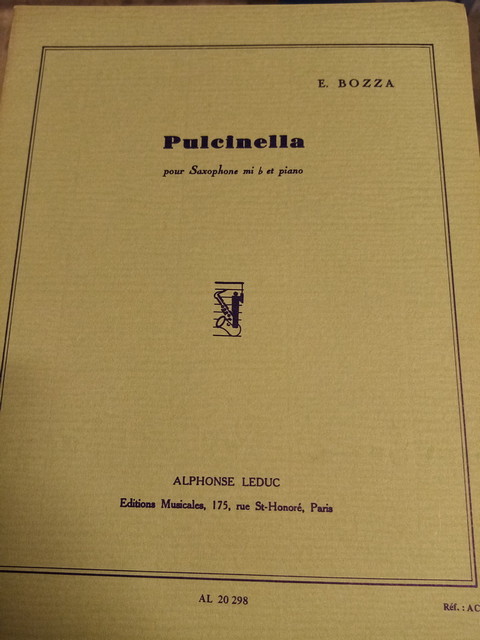 E. BOZZA
Pulcinella
pour Saxophone mi ♭ et piano
ALPHONSE LEDUC
Editions Musicales, 175, rue St-Honoré, Paris
AL 20 298
Réf. : AC